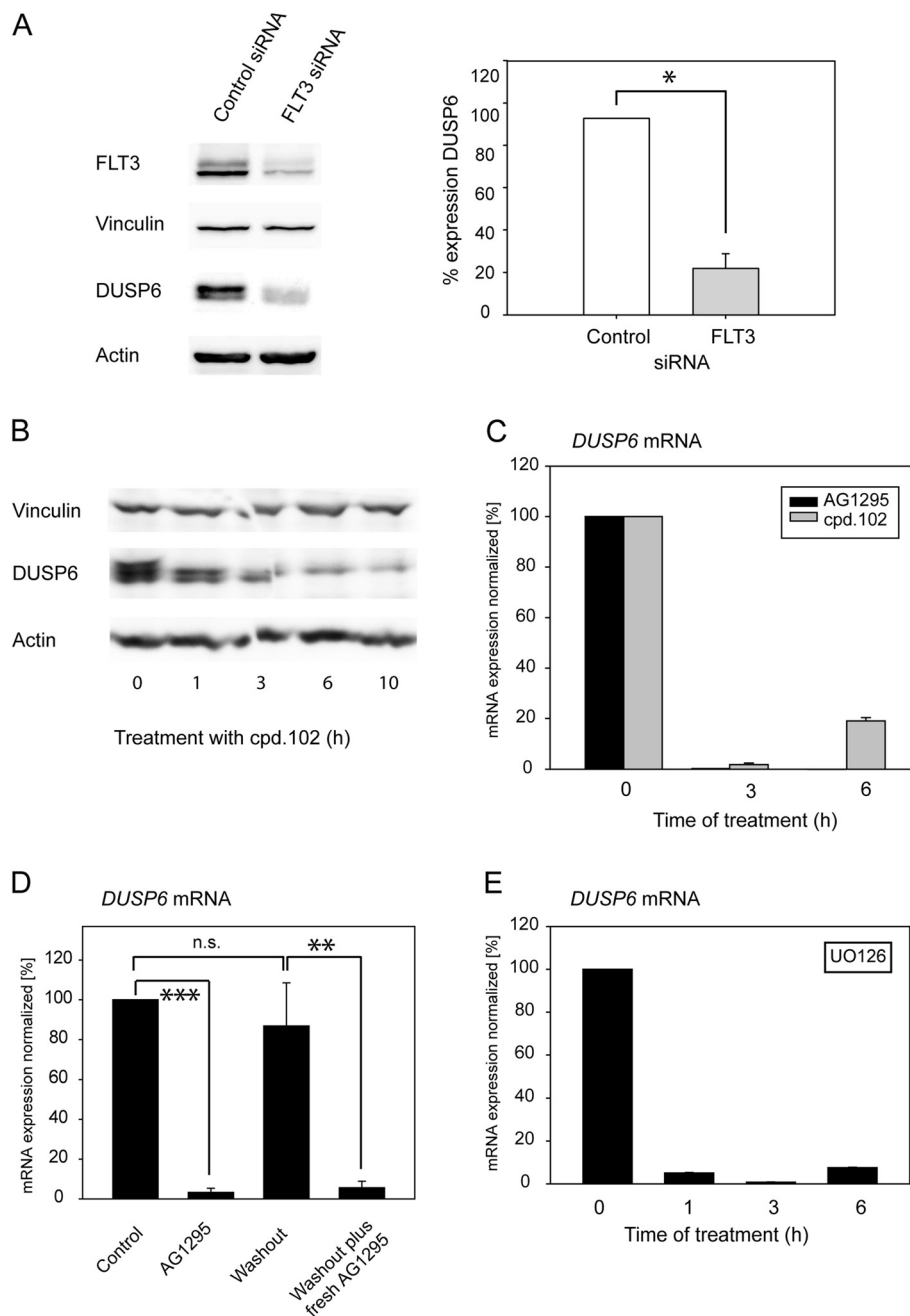 A
Control siRNA
FLT3 siRNA
FLT3
Vinculin
DUSP6
Actin
% expression DUSP6
120
100
80
60
40
20
0
*
Control
FLT3
siRNA
B
Vinculin
DUSP6
Actin
0 1 3 6 10
Treatment with cpd.102 (h)
C
DUSP6 mRNA
mRNA expression normalized [%]
120
100
80
60
40
20
0
AG1295
cpd.102
0 3 6
Time of treatment (h)
D
DUSP6 mRNA
mRNA expression normalized [%]
120
100
80
60
40
20
0
n.s.
***
**
Control
AG1295
Washout
Washout plus
fresh AG1295
E
DUSP6 mRNA
mRNA expression normalized [%]
120
100
80
60
40
20
0
UO126
0 1 3 6
Time of treatment (h)